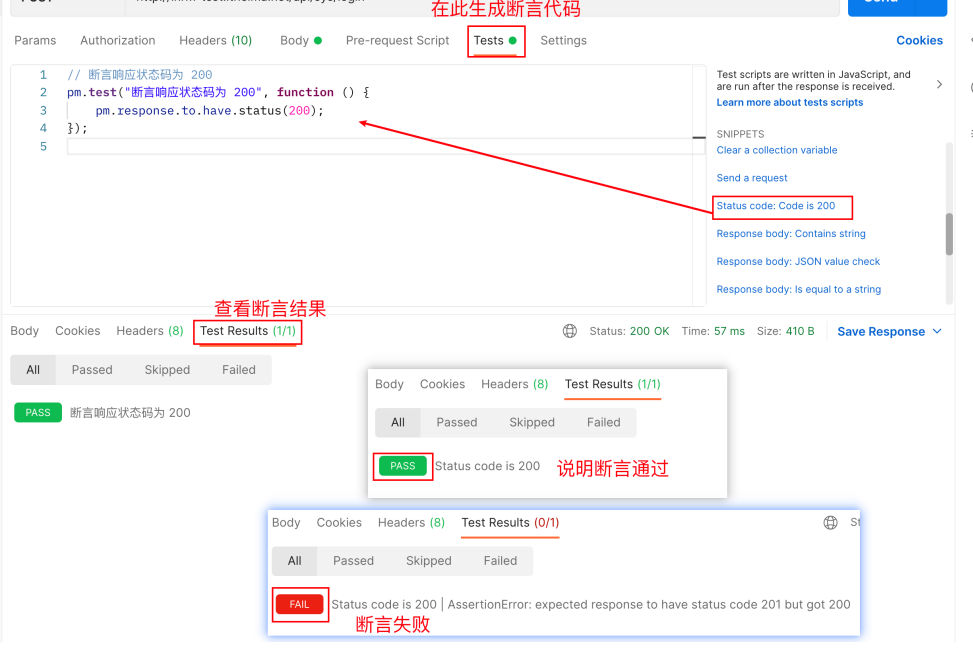 在此生成断言代码
Params Authorization Headers (10) Body Pre-request Script Tests Settings Cookies
1 // 断言响应状态码为 200
2 pm.test("断言响应状态码为 200", function () {
3 pm.response.to.have.status(200);
4 });
5
Test scripts are written in JavaScript, and
are run after the response is received.
Learn more about tests scripts
SNIPPETS
Clear a collection variable
Send a request
Status code: Code is 200
Response body: Contains string
Response body: JSON value check
Response body: Is equal to a string
查看断言结果
Body Cookies Headers (8) Test Results (1/1) Status: 200 OK Time: 57 ms Size: 410 B Save Response
All Passed Skipped Failed
PASS 断言响应状态码为 200
Body Cookies Headers (8) Test Results (1/1)
All Passed Skipped Failed
PASS Status code is 200 说明断言通过
Body Cookies Headers (8) Test Results (0/1) St
All Passed Skipped Failed
FAIL Status code is 200 | AssertionError: expected response to have status code 201 but got 200
断言失败